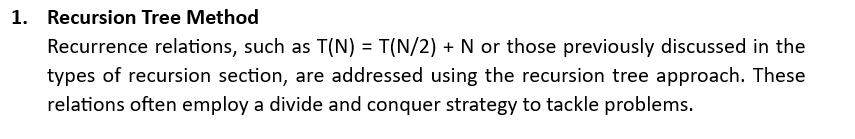 1. Recursion Tree Method
Recurrence relations, such as T(N) = T(N/2) + N or those previously discussed in the
types of recursion section, are addressed using the recursion tree approach. These
relations often employ a divide and conquer strategy to tackle problems.